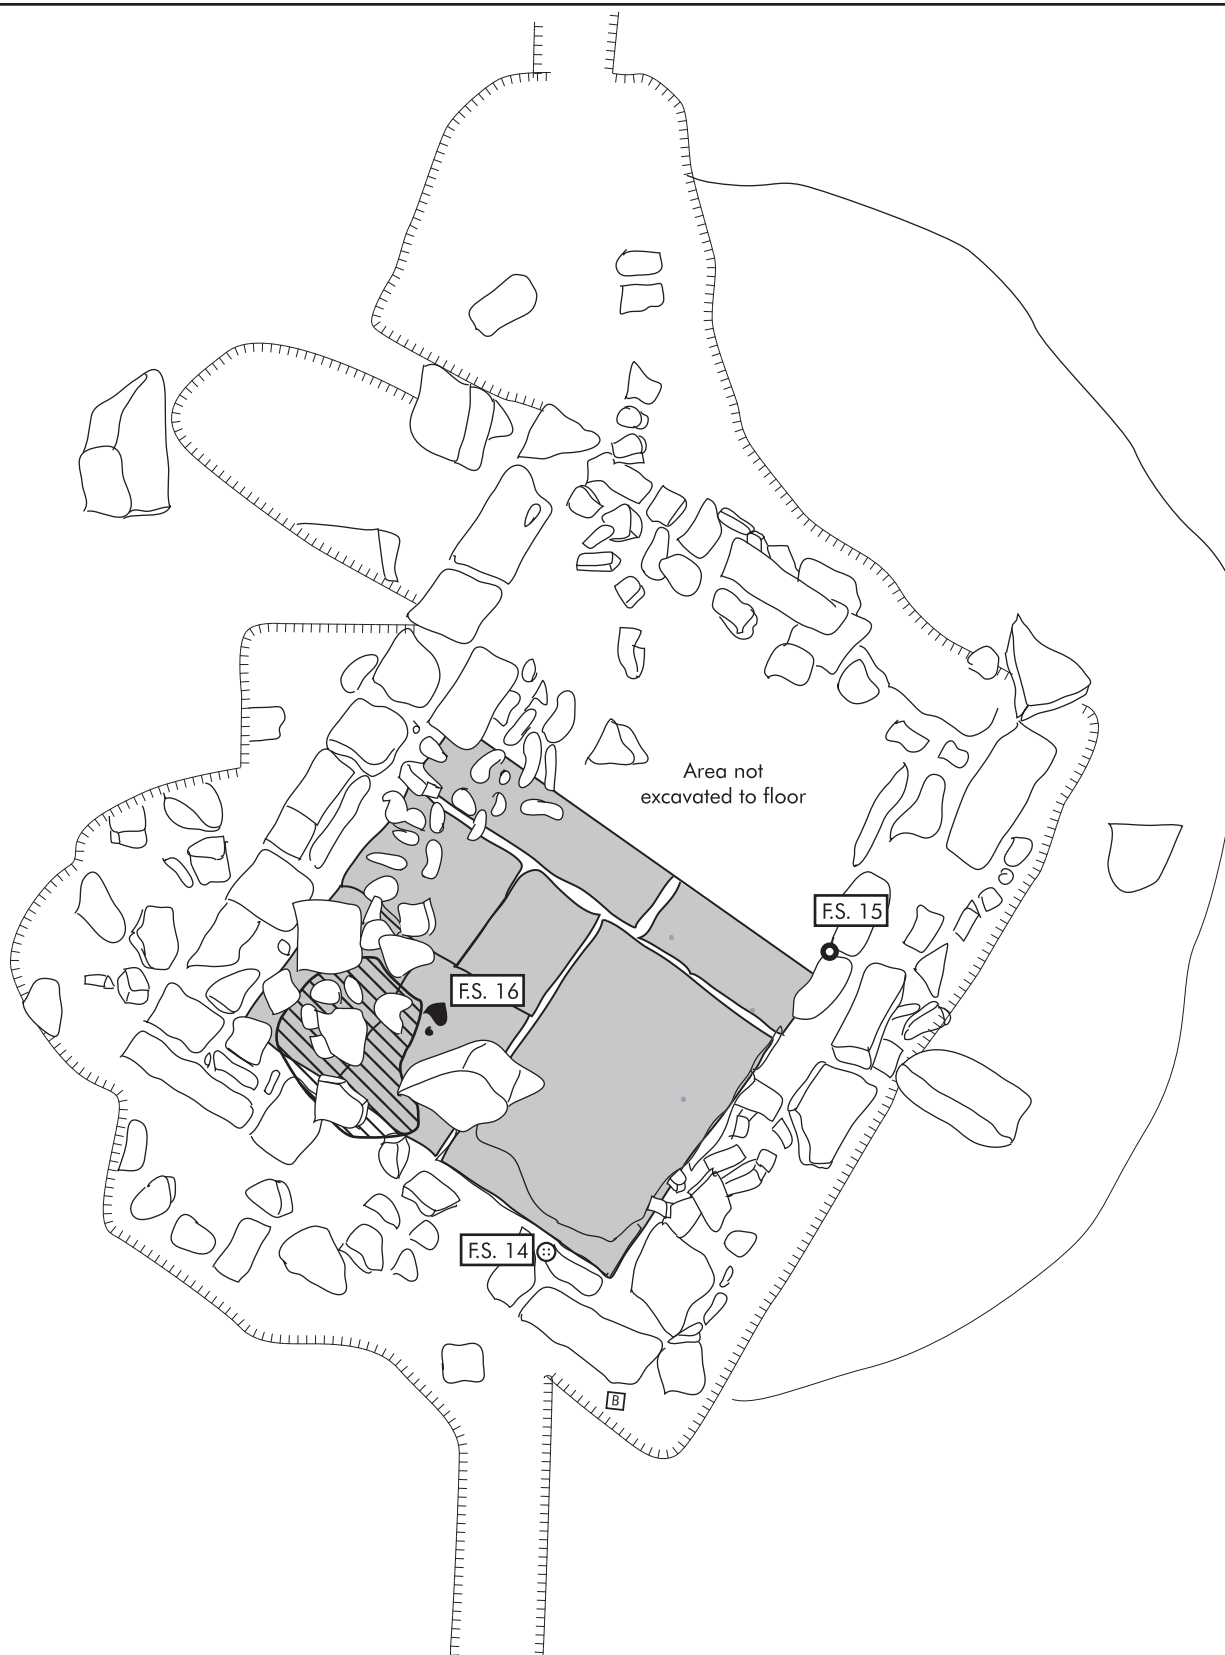 Area not
excavated to floor
F.S. 15
F.S. 16
F.S. 14
B